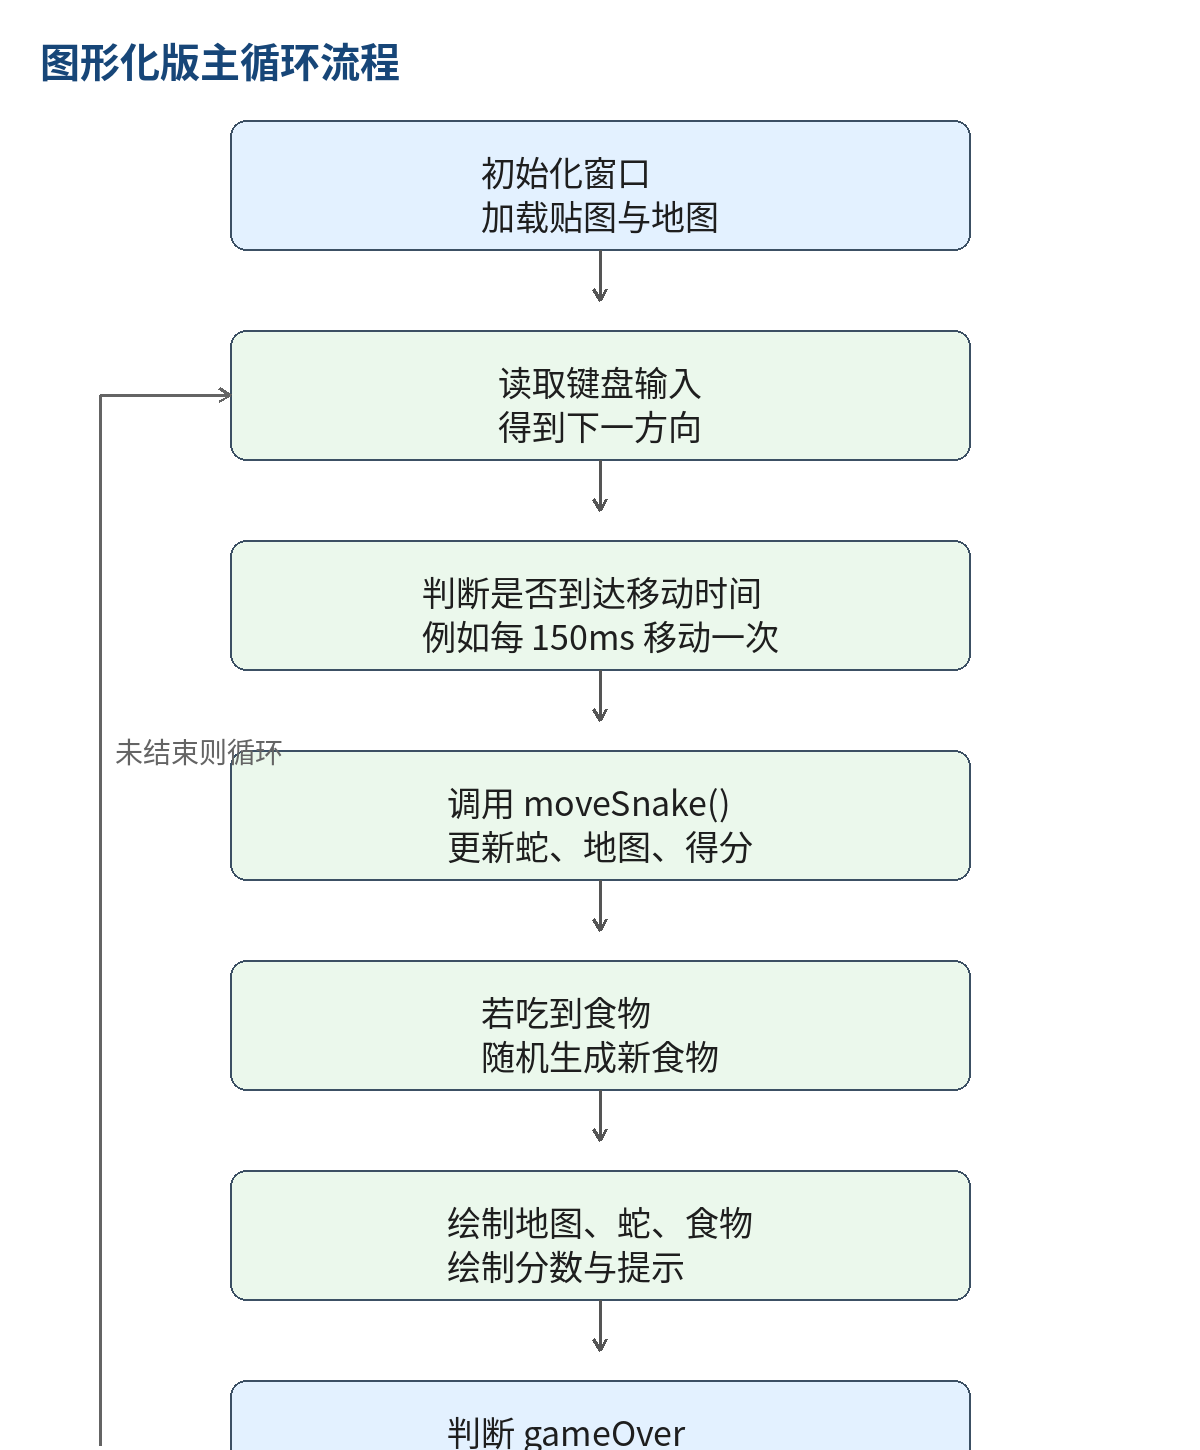 图形化版主循环流程
初始化窗口
加载贴图与地图
读取键盘输入
得到下一方向
判断是否到达移动时间
例如每 150ms 移动一次
未结束则循环
调用 moveSnake()
更新蛇、地图、得分
若吃到食物
随机生成新食物
绘制地图、蛇、食物
绘制分数与提示
判断 gameOver